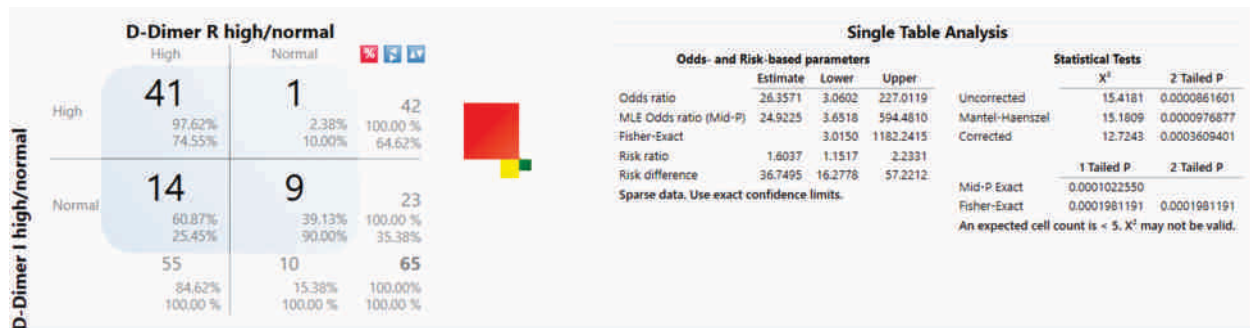 D-Dimer R high/normal
High Normal %
High 41 1 42
97.62% 2.38% 100.00 %
74.55% 10.00% 64.62%
Normal 14 9 23
60.87% 39.13% 100.00 %
25.45% 90.00% 35.38%
55 10 65
84.62% 15.38% 100.00%
100.00 % 100.00 % 100.00 %
D-Dimer I high/normal
Single Table Analysis
Odds- and Risk-based parameters
Estimate Lower Upper
Odds ratio 26.3571 3.0602 227.0119
MLE Odds ratio (Mid-P) 24.9225 3.6518 594.4810
Fisher-Exact 3.0150 1182.2415
Risk ratio 1.6037 1.1517 2.2331
Risk difference 36.7495 16.2778 57.2212
Sparse data. Use exact confidence limits.
Statistical Tests
X² 2 Tailed P
Uncorrected 15.4181 0.0000861601
Mantel-Haenszel 15.1809 0.0000976877
Corrected 12.7243 0.0003609401
1 Tailed P 2 Tailed P
Mid-P Exact 0.0001022550
Fisher-Exact 0.0001981191 0.0001981191
An expected cell count is < 5. X² may not be valid.